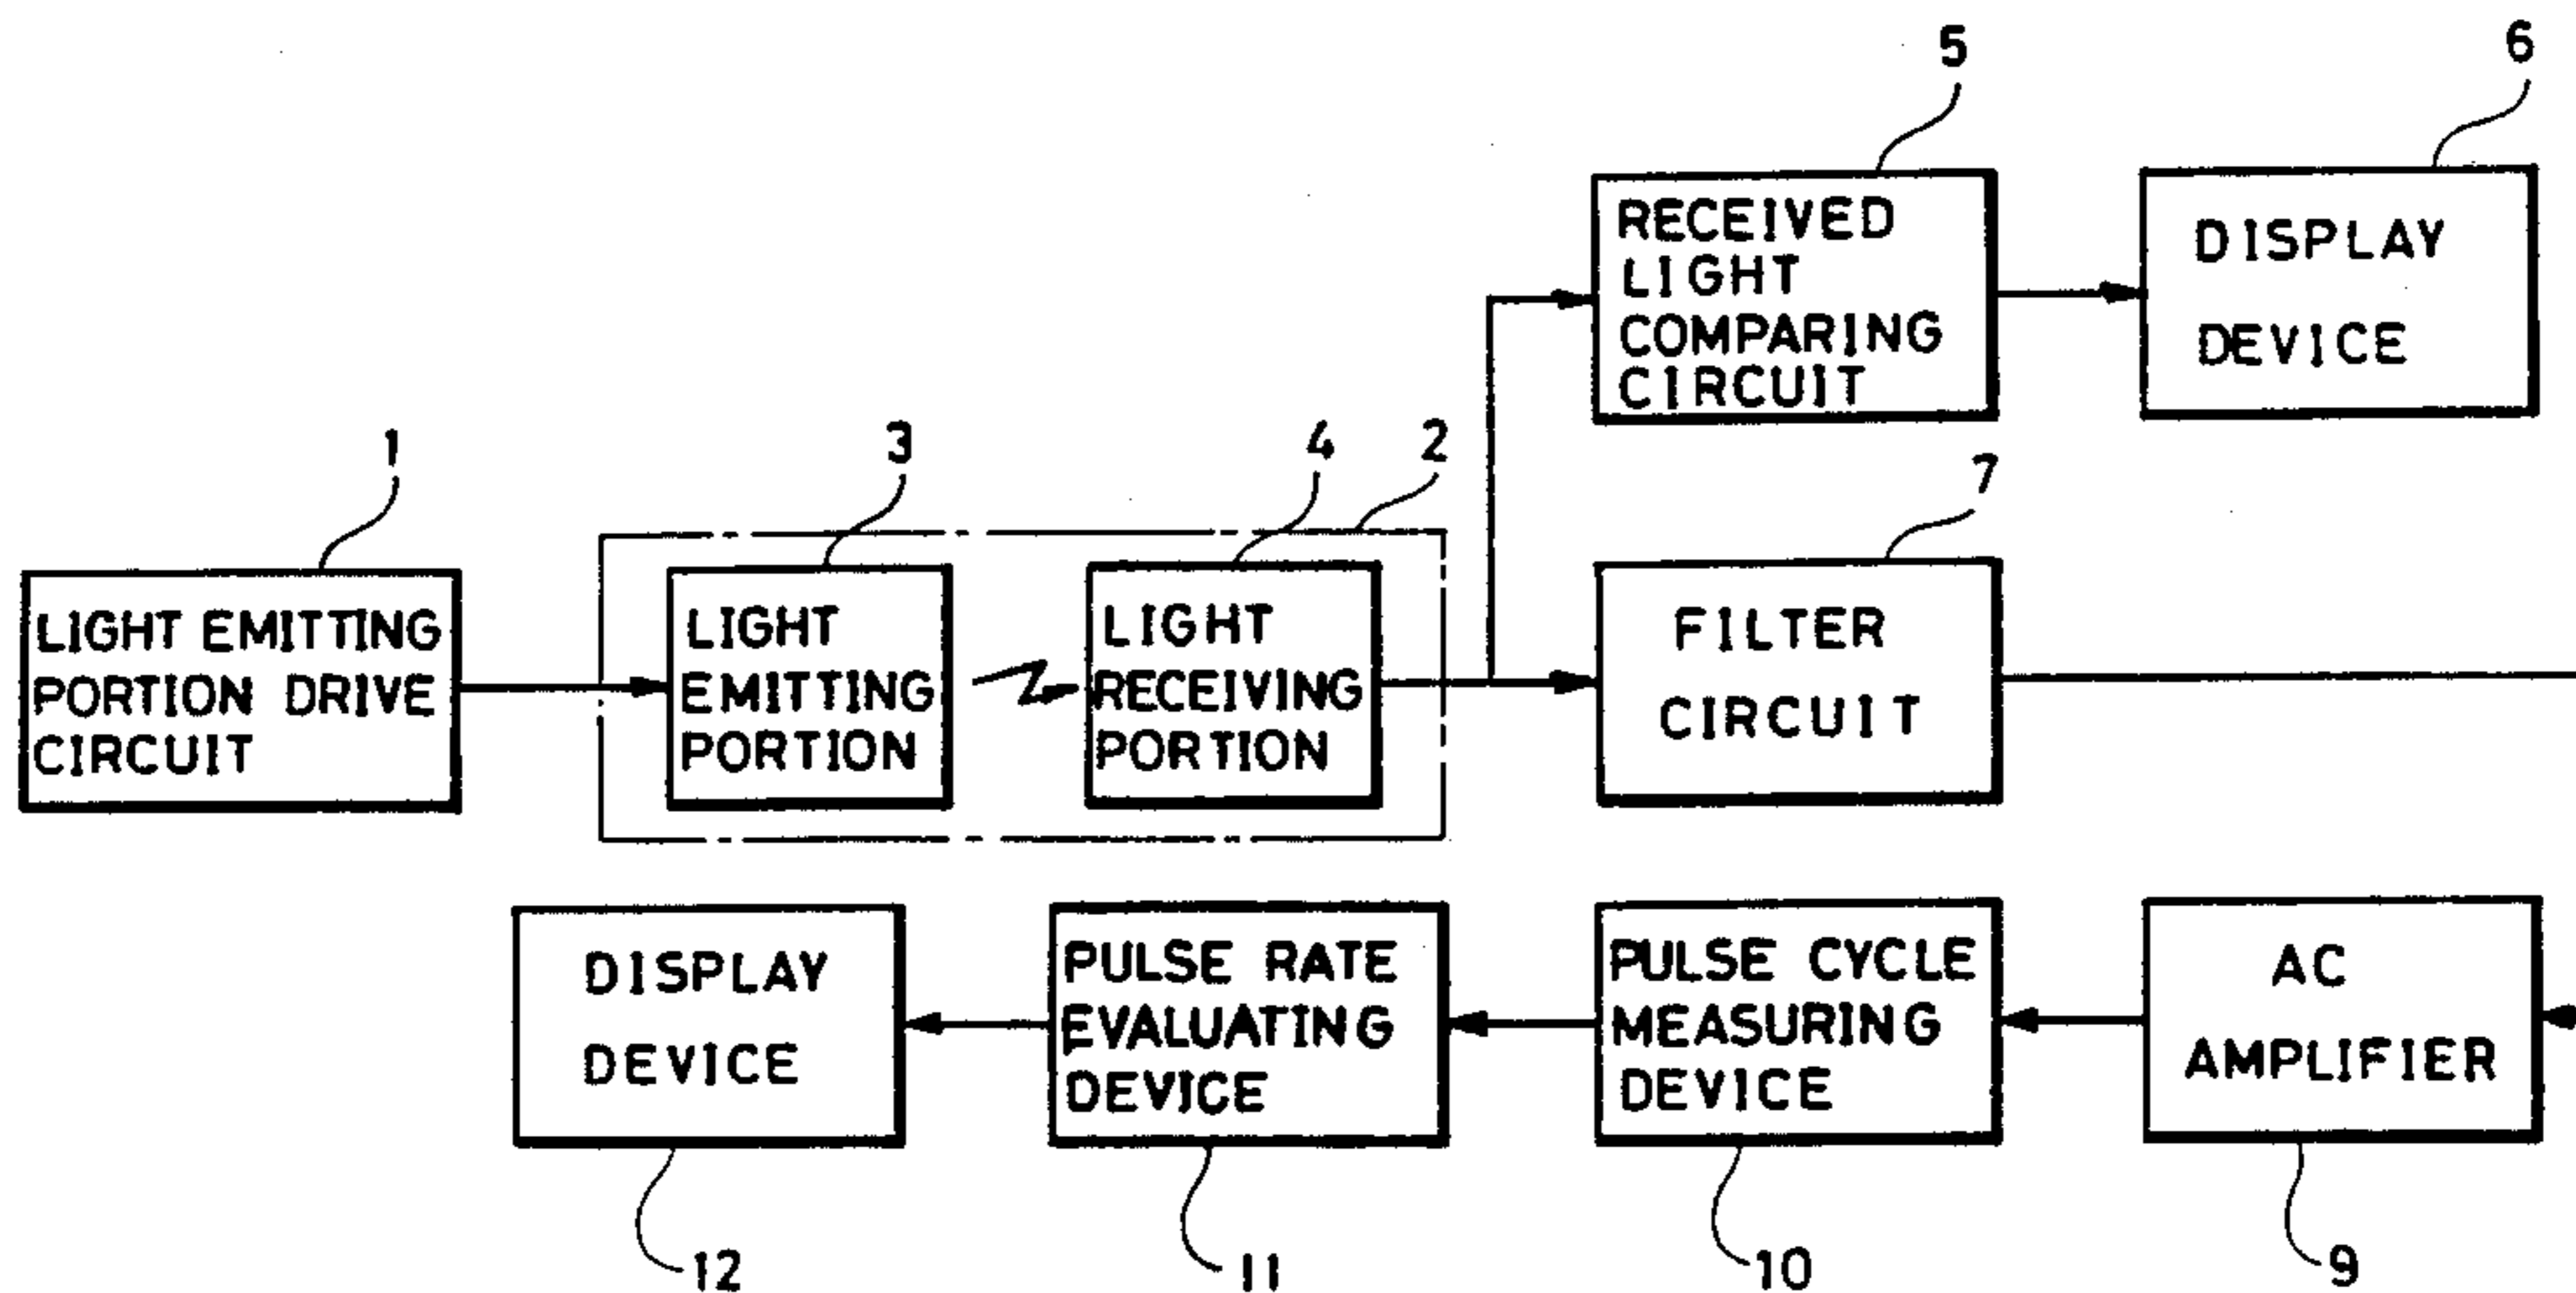 5
6
RECEIVED
LIGHT
COMPARING
CIRCUIT
DISPLAY
DEVICE
1
3
4
2
7
LIGHT EMITTING
PORTION DRIVE
CIRCUIT
LIGHT
EMITTING
PORTION
LIGHT
RECEIVING
PORTION
FILTER
CIRCUIT
DISPLAY
DEVICE
PULSE RATE
EVALUATING
DEVICE
PULSE CYCLE
MEASURING
DEVICE
AC
AMPLIFIER
12
11
10
9